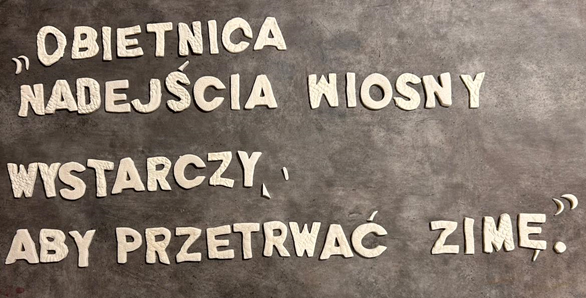 „OBIETNICA
NADEJŚCIA WIOSNY
WYSTARCZY,
ABY PRZETRWAĆ ZIMĘ.”